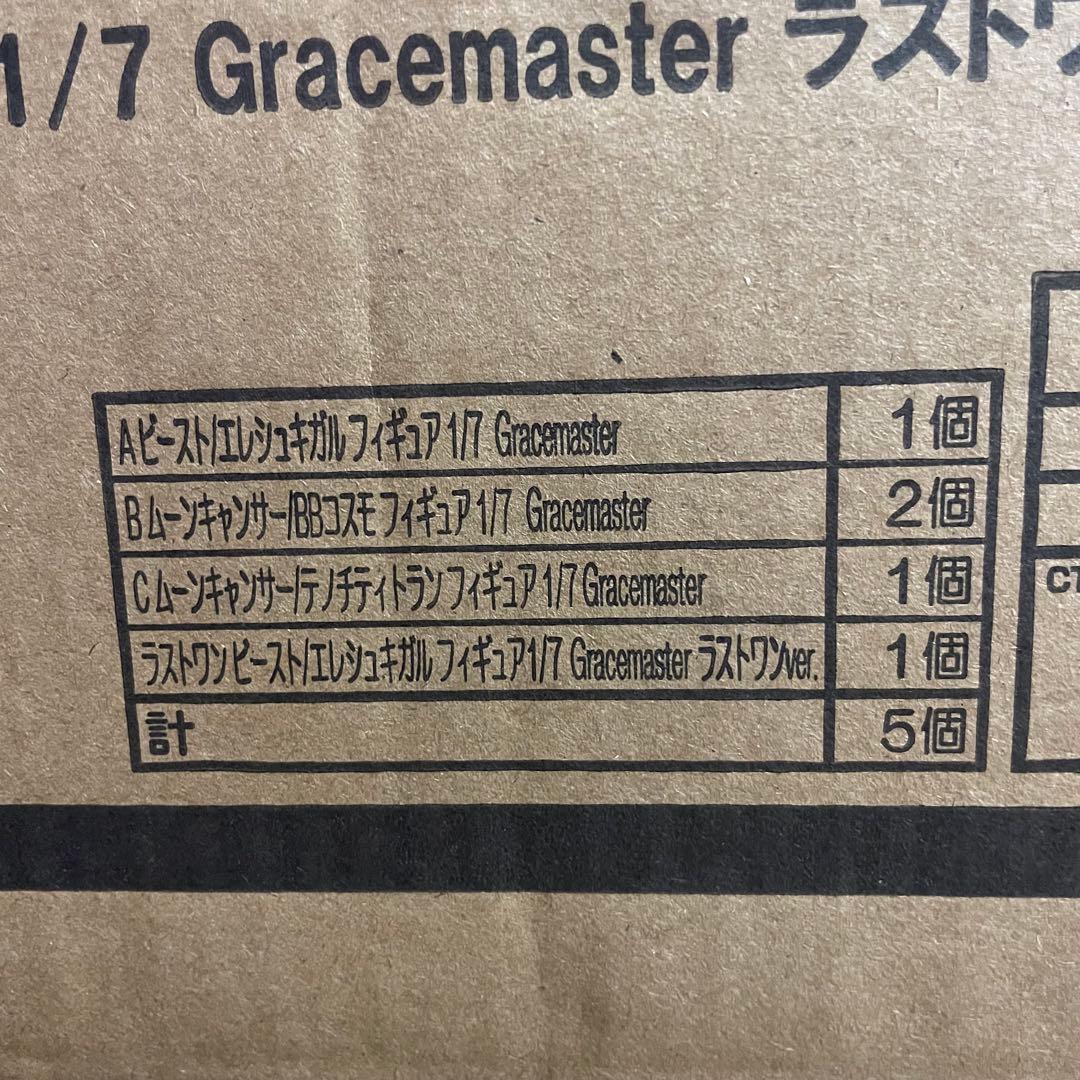 1/7 Gracemaster ラストワ
Aビースト/エレシュキガル フィギュア1/7 Gracemaster 1個
Bムーンキャンサー/BBコスモ フィギュア1/7 Gracemaster 2個
Cムーンキャンサー/テノチティトラン フィギュア1/7 Gracemaster 1個
ラストワン ビースト/エレシュキガル フィギュア1/7 Gracemaster ラストワンver. 1個
計 5個
CT